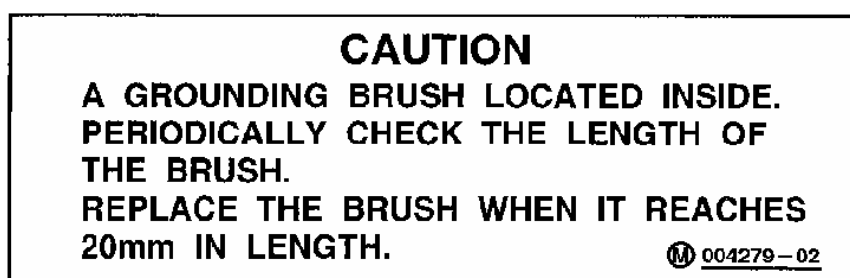 CAUTION
A GROUNDING BRUSH LOCATED INSIDE.
PERIODICALLY CHECK THE LENGTH OF
THE BRUSH.
REPLACE THE BRUSH WHEN IT REACHES
20mm IN LENGTH.
Ⓜ 004279-02